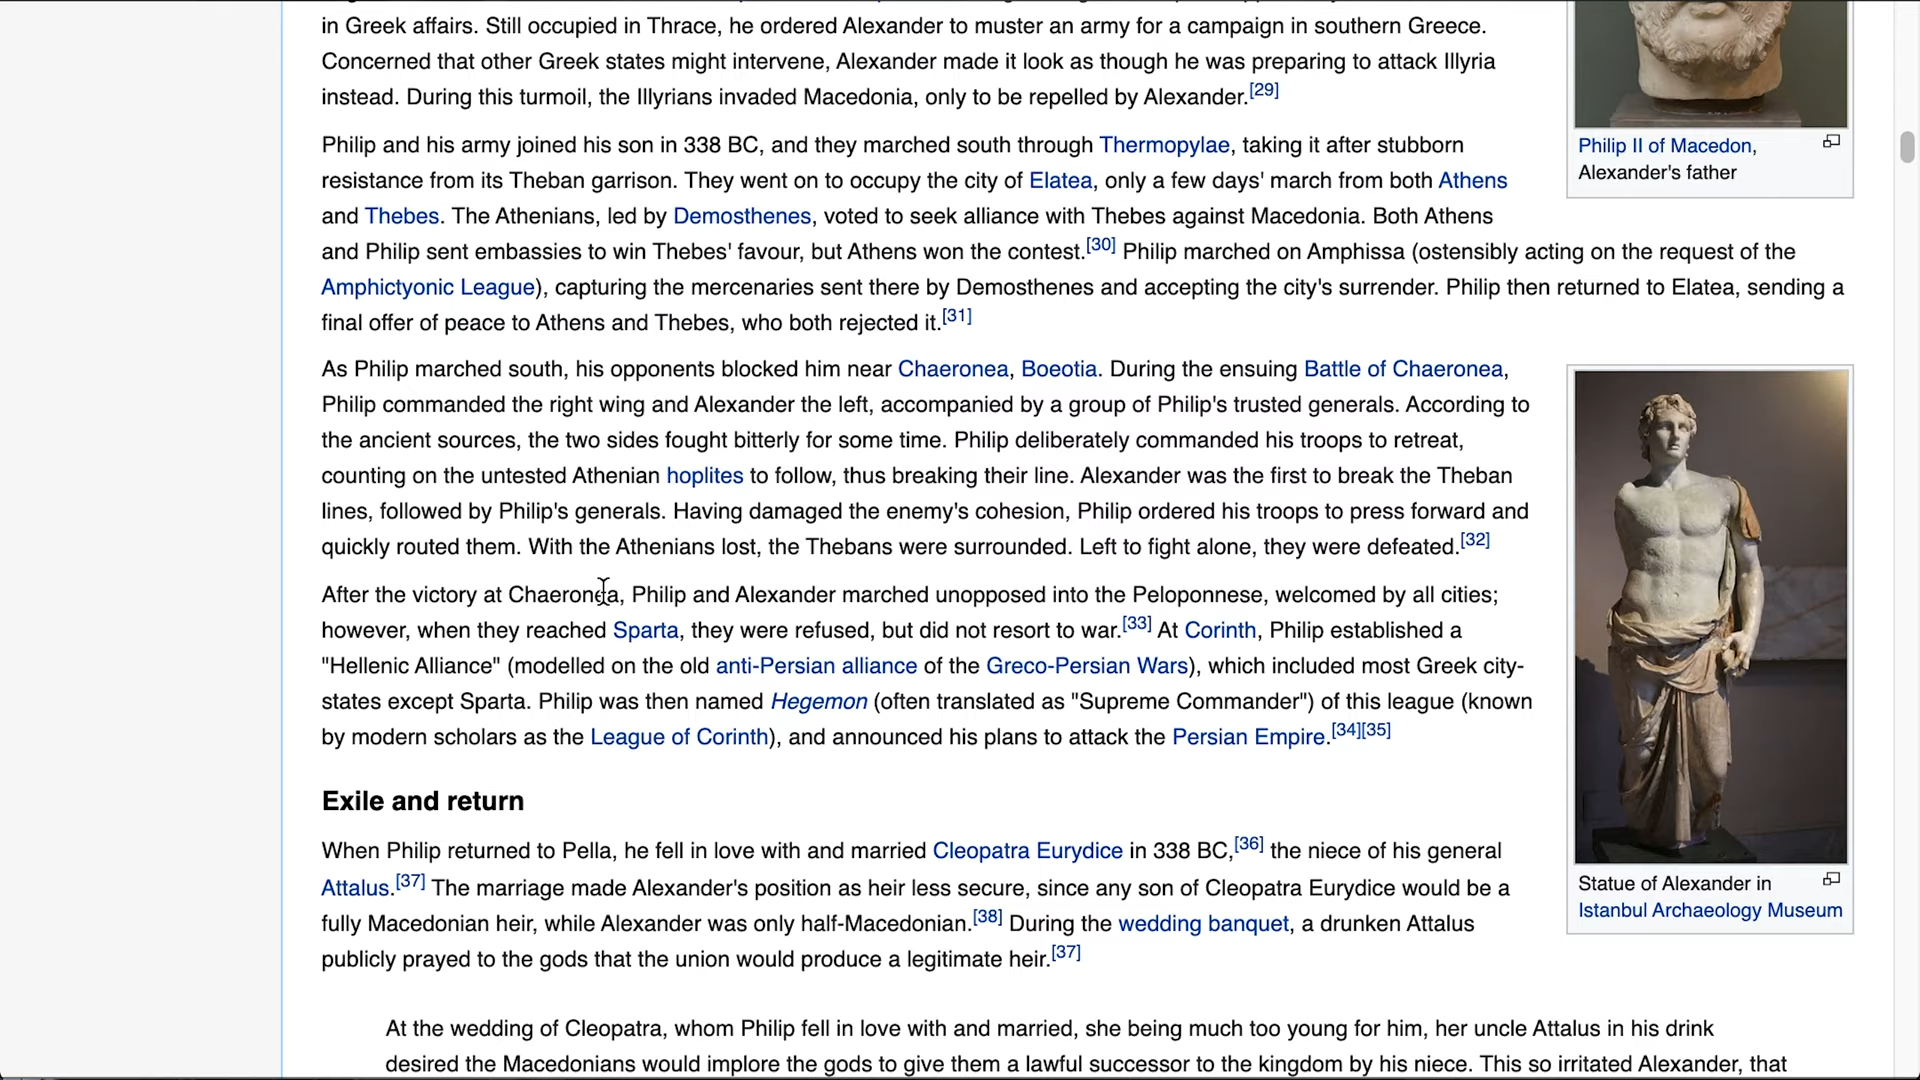 in Greek affairs. Still occupied in Thrace, he ordered Alexander to muster an army for a campaign in southern Greece.
Concerned that other Greek states might intervene, Alexander made it look as though he was preparing to attack Illyria
instead. During this turmoil, the Illyrians invaded Macedonia, only to be repelled by Alexander.[29]
Philip and his army joined his son in 338 BC, and they marched south through Thermopylae, taking it after stubborn
resistance from its Theban garrison. They went on to occupy the city of Elatea, only a few days' march from both Athens
and Thebes. The Athenians, led by Demosthenes, voted to seek alliance with Thebes against Macedonia. Both Athens
and Philip sent embassies to win Thebes' favour, but Athens won the contest.[30] Philip marched on Amphissa (ostensibly acting on the request of the
Amphictyonic League), capturing the mercenaries sent there by Demosthenes and accepting the city's surrender. Philip then returned to Elatea, sending a
final offer of peace to Athens and Thebes, who both rejected it.[31]
Philip II of Macedon,
Alexander's father
As Philip marched south, his opponents blocked him near Chaeronea, Boeotia. During the ensuing Battle of Chaeronea,
Philip commanded the right wing and Alexander the left, accompanied by a group of Philip's trusted generals. According to
the ancient sources, the two sides fought bitterly for some time. Philip deliberately commanded his troops to retreat,
counting on the untested Athenian hoplites to follow, thus breaking their line. Alexander was the first to break the Theban
lines, followed by Philip's generals. Having damaged the enemy's cohesion, Philip ordered his troops to press forward and
quickly routed them. With the Athenians lost, the Thebans were surrounded. Left to fight alone, they were defeated.[32]
After the victory at Chaeronea, Philip and Alexander marched unopposed into the Peloponnese, welcomed by all cities;
however, when they reached Sparta, they were refused, but did not resort to war.[33] At Corinth, Philip established a
"Hellenic Alliance" (modelled on the old anti-Persian alliance of the Greco-Persian Wars), which included most Greek city-
states except Sparta. Philip was then named Hegemon (often translated as "Supreme Commander") of this league (known
by modern scholars as the League of Corinth), and announced his plans to attack the Persian Empire.[34][35]
Exile and return
When Philip returned to Pella, he fell in love with and married Cleopatra Eurydice in 338 BC,[36] the niece of his general
Attalus.[37] The marriage made Alexander's position as heir less secure, since any son of Cleopatra Eurydice would be a
fully Macedonian heir, while Alexander was only half-Macedonian.[38] During the wedding banquet, a drunken Attalus
publicly prayed to the gods that the union would produce a legitimate heir.[37]
Statue of Alexander in
Istanbul Archaeology Museum
At the wedding of Cleopatra, whom Philip fell in love with and married, she being much too young for him, her uncle Attalus in his drink
desired the Macedonians would implore the gods to give them a lawful successor to the kingdom by his niece. This so irritated Alexander, that